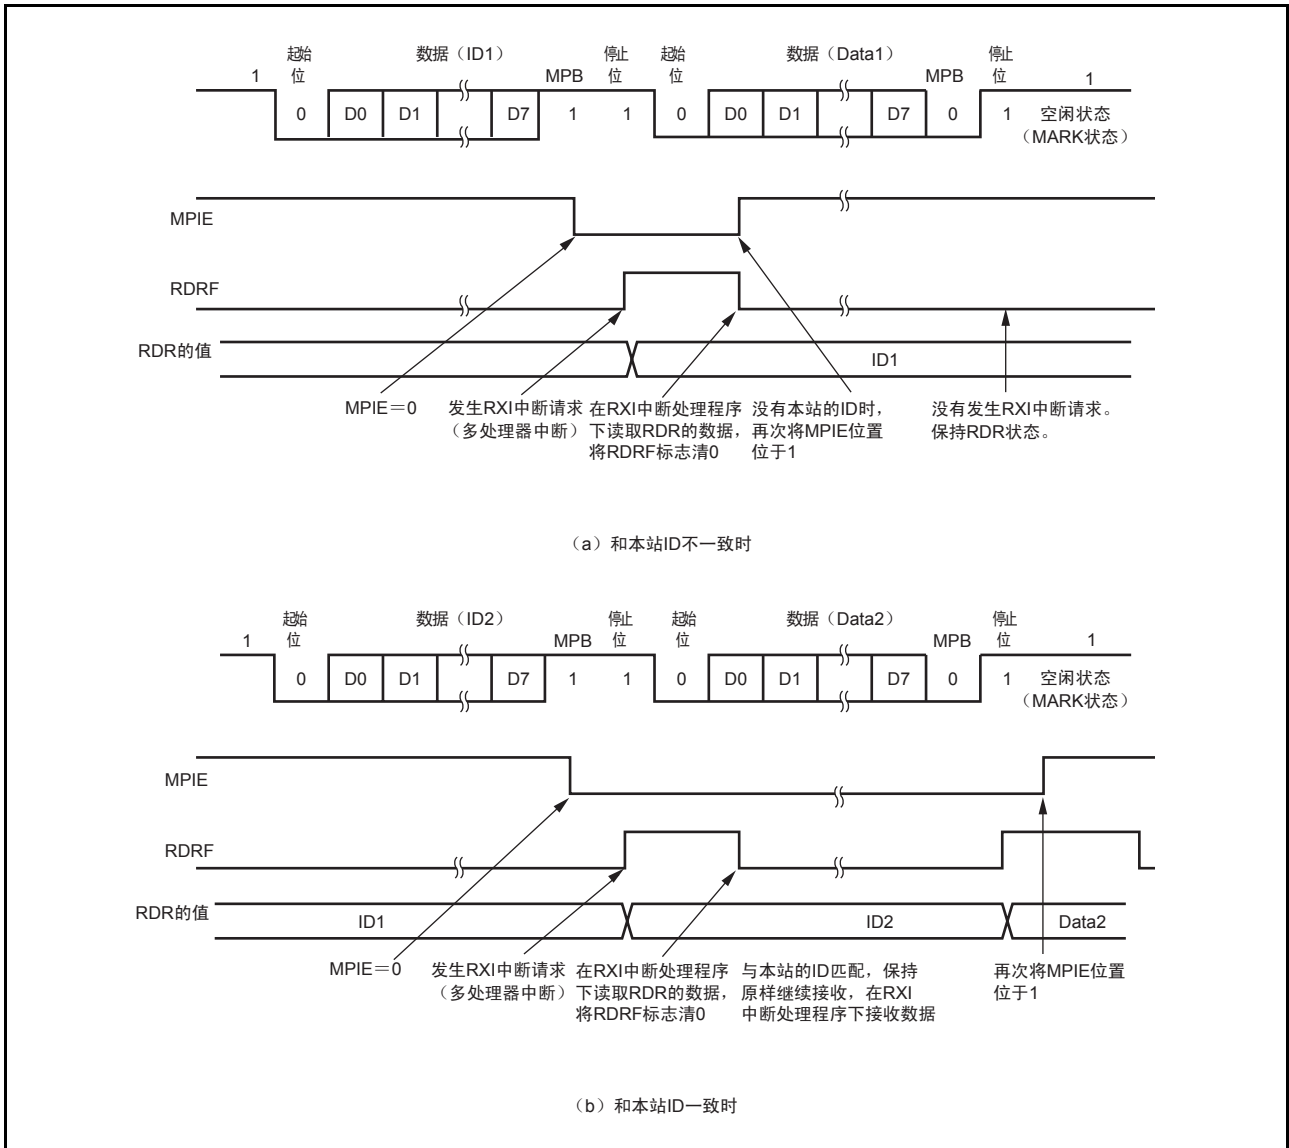 起始 数据（ID1） 停止 起始 数据（Data1） 停止
1 位 MPB 位 位 MPB 位 1
0 D0 D1 D7 1 1 0 D0 D1 D7 0 1 空闲状态
（MARK状态）
MPIE
RDRF
RDR的值
ID1
MPIE＝0 发生RXI中断请求 在RXI中断处理程序 没有本站的ID时， 没有发生RXI中断请求。
（多处理器中断） 下读取RDR的数据， 再次将MPIE位置 保持RDR状态。
将RDRF标志清0 位于1
（a）和本站ID不一致时
起始 数据（ID2） 停止 起始 数据（Data2） 停止
1 位 MPB 位 位 MPB 位 1
0 D0 D1 D7 1 1 0 D0 D1 D7 0 1 空闲状态
（MARK状态）
MPIE
RDRF
RDR的值
ID1 ID2 Data2
MPIE＝0 发生RXI中断请求 在RXI中断处理程序 与本站的ID匹配，保持 再次将MPIE位置
（多处理器中断） 下读取RDR的数据， 原样继续接收，在RXI 位于1
将RDRF标志清0 中断处理程序下接收数据
（b）和本站ID一致时